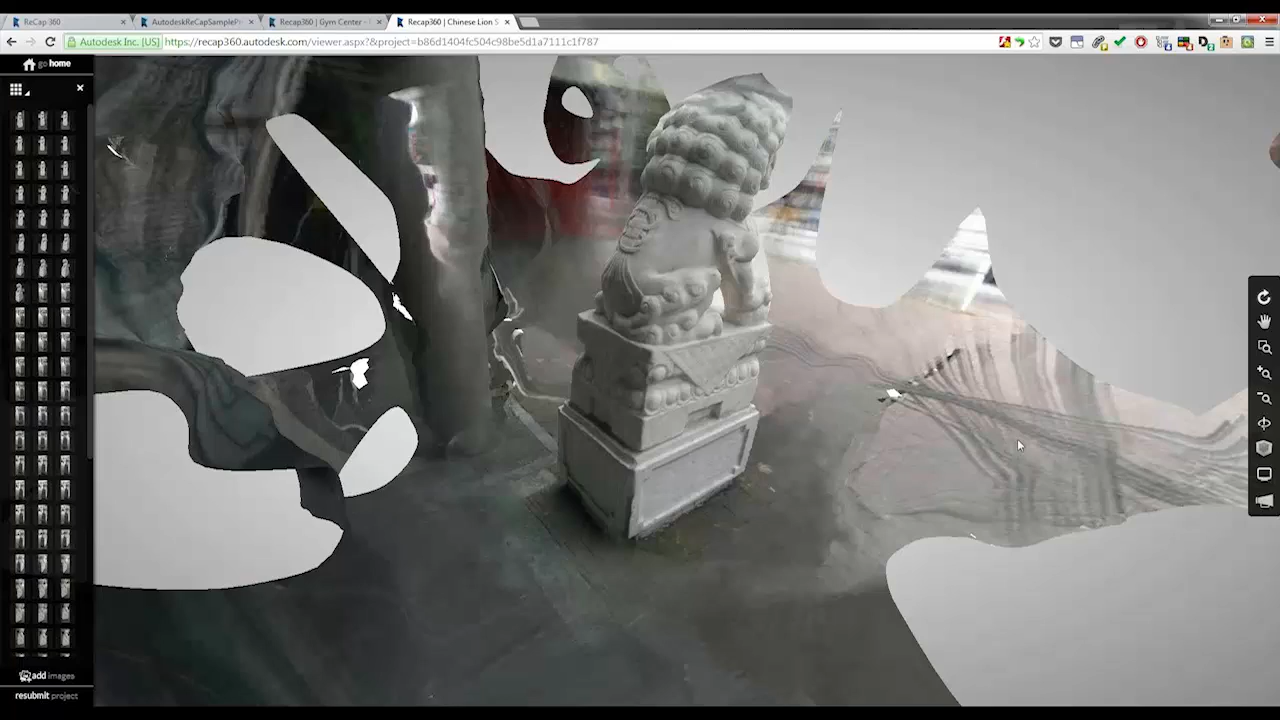 ReCap 360
AutodeskReCapSamplePr
Recap360 | Gym Center -
Recap360 | Chinese Lion S
Autodesk Inc. [US]
https://recap360.autodesk.com/viewer.aspx?&project=b86d1404fc504c98be5d1a7111c1f787
go home
add images
resubmit project